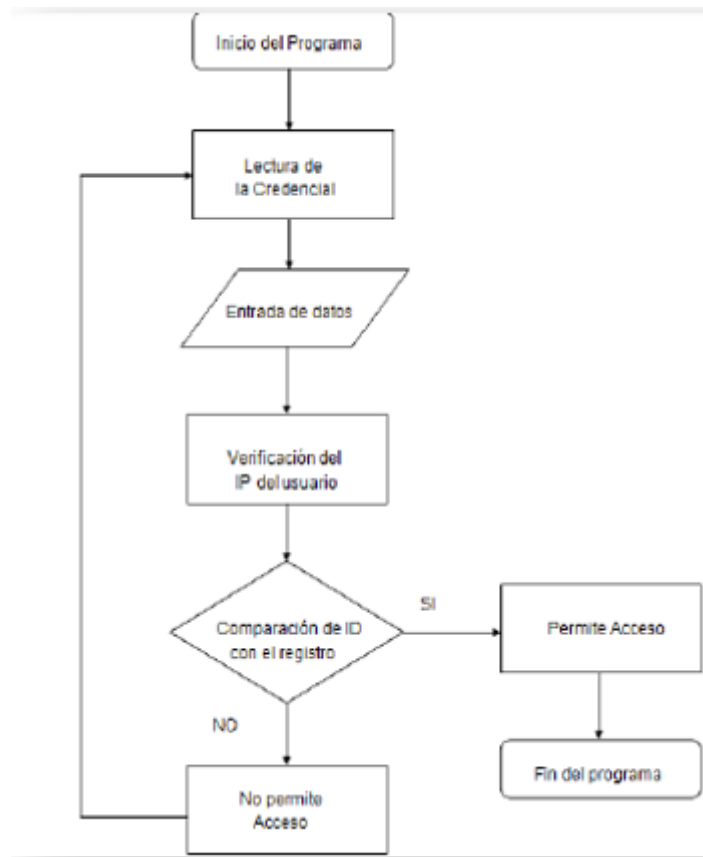 Inicio del Programa
Lectura de
la Credencial
Entrada de datos
Verificación del
IP del usuario
Comparación de ID
con el registro
SI
Permite Acceso
NO
Fin del programa
No permite
Acceso